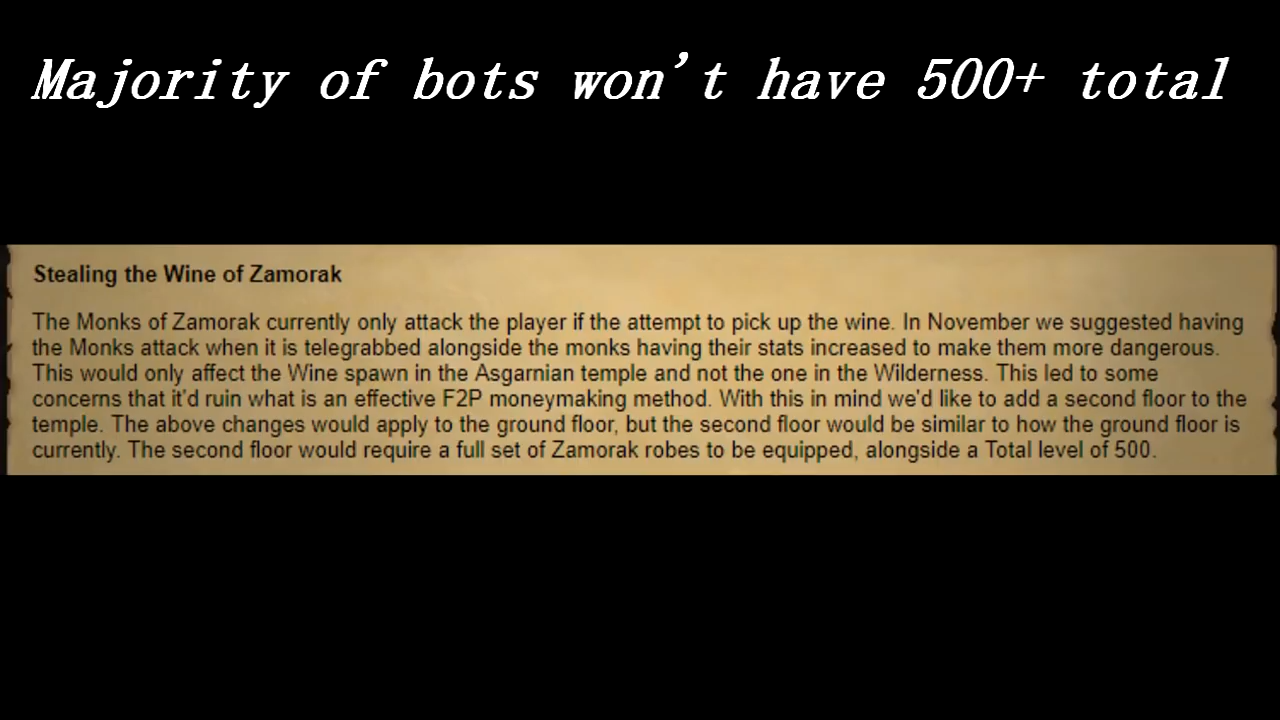 Majority of bots won't have 500+ total
Stealing the Wine of Zamorak
The Monks of Zamorak currently only attack the player if the attempt to pick up the wine. In November we suggested having
the Monks attack when it is telegrabbed alongside the monks having their stats increased to make them more dangerous.
This would only affect the Wine spawn in the Asgarnian temple and not the one in the Wilderness. This led to some
concerns that it'd ruin what is an effective F2P moneymaking method. With this in mind we'd like to add a second floor to the
temple. The above changes would apply to the ground floor, but the second floor would be similar to how the ground floor is
currently. The second floor would require a full set of Zamorak robes to be equipped, alongside a Total level of 500.